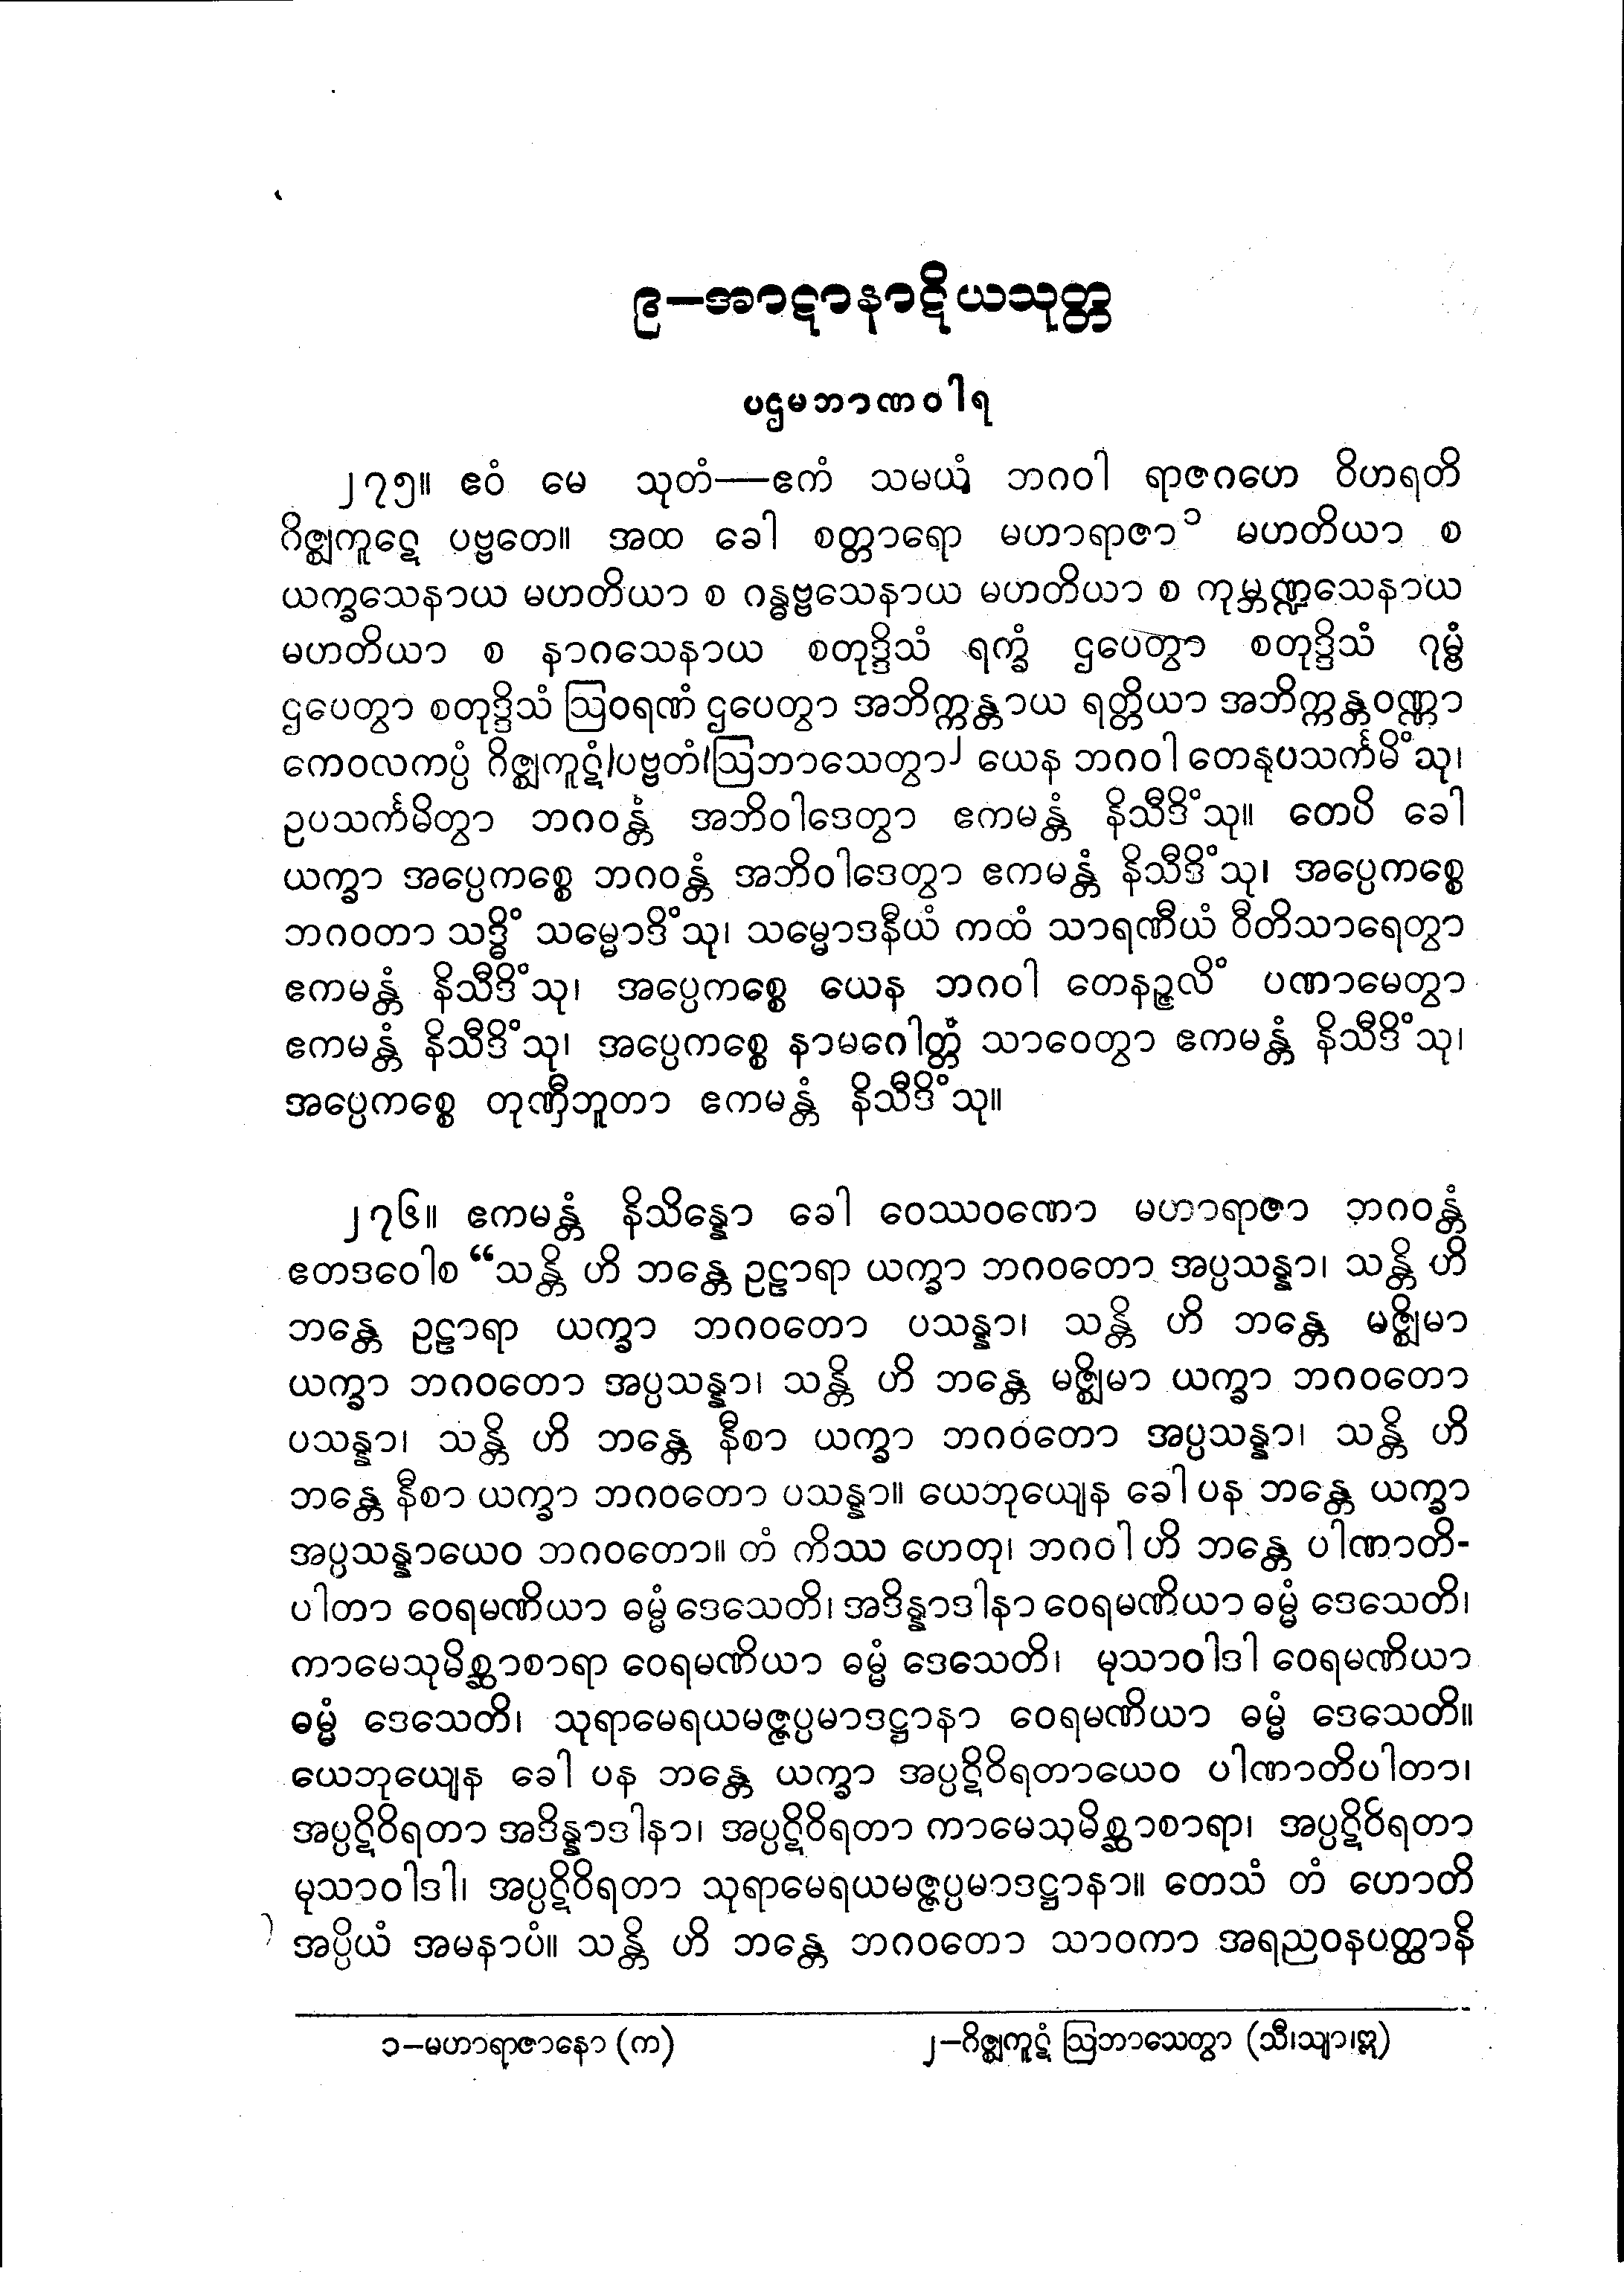 ၉–အာဋာနာဋိယသုတ္တ
ပဌမဘာဏဝါရ
၂၇၅။ ဧဝံ မေ သုတံ—ဧကံ သမယံ ဘဂဝါ ရာဇဂဟေ ဝိဟရတိ
ဂိဇ္ဈကူဋေ ပဗ္ဗတေ။ အထ ခေါ စတ္တာရော မဟာရာဇာ၁ မဟတိယာ စ
ယက္ခသေနာယ မဟတိယာ စ ဂန္ဓဗ္ဗသေနာယ မဟတိယာ စ ကုမ္ဘဏ္ဍသေနာယ
မဟတိယာ စ နာဂသေနာယ စတုဒ္ဒိသံ ရက္ခံ ဌပေတွာ စတုဒ္ဒိသံ ဂုမ္ဗံ
ဌပေတွာ စတုဒ္ဒိသံ ဩဝရဏံ ဌပေတွာ အဘိက္ကန္တာယ ရတ္တိယာ အဘိက္ကန္တဝဏ္ဏာ
ကေဝလကပ္ပံ ဂိဇ္ဈကူဋံ/ပဗ္ဗတံ/ဩဘာသေတွာ၂ ယေန ဘဂဝါ တေနုပသင်္ကမိံသု၊
ဥပသင်္ကမိတွာ ဘဂဝန္တံ အဘိဝါဒေတွာ ဧကမန္တံ နိသီဒိံသု။ တေပိ ခေါ
ယက္ခာ အပ္ပေကစ္စေ ဘဂဝန္တံ အဘိဝါဒေတွာ ဧကမန္တံ နိသီဒိံသု၊ အပ္ပေကစ္စေ
ဘဂဝတာ သဒ္ဓိံ သမ္မောဒိံသု၊ သမ္မောဒနီယံ ကထံ သာရဏီယံ ဝီတိသာရေတွာ
ဧကမန္တံ နိသီဒိံသု၊ အပ္ပေကစ္စေ ယေန ဘဂဝါ တေနဉ္ဇလိံ ပဏာမေတွာ
ဧကမန္တံ နိသီဒိံသု၊ အပ္ပေကစ္စေ နာမဂေါတ္တံ သာဝေတွာ ဧကမန္တံ နိသီဒိံသု၊
အပ္ပေကစ္စေ တုဏှီဘူတာ ဧကမန္တံ နိသီဒိံသု။
၂၇၆။ ဧကမန္တံ နိသိန္နော ခေါ ဝေဿဝဏော မဟာရာဇာ ဘဂဝန္တံ
ဧတဒဝေါစ “သန္တိ ဟိ ဘန္တေ ဥဠာရာ ယက္ခာ ဘဂဝတော အပ္ပသန္နာ၊ သန္တိ ဟိ
ဘန္တေ ဥဠာရာ ယက္ခာ ဘဂဝတော ပသန္နာ၊ သန္တိ ဟိ ဘန္တေ မဇ္ဈိမာ
ယက္ခာ ဘဂဝတော အပ္ပသန္နာ၊ သန္တိ ဟိ ဘန္တေ မဇ္ဈိမာ ယက္ခာ ဘဂဝတော
ပသန္နာ၊ သန္တိ ဟိ ဘန္တေ နီစာ ယက္ခာ ဘဂဝတော အပ္ပသန္နာ၊ သန္တိ ဟိ
ဘန္တေ နီစာ ယက္ခာ ဘဂဝတော ပသန္နာ။ ယေဘုယျေန ခေါ ပန ဘန္တေ ယက္ခာ
အပ္ပသန္နာယေဝ ဘဂဝတော။ တံ ကိဿ ဟေတု၊ ဘဂဝါ ဟိ ဘန္တေ ပါဏာတိ-
ပါတာ ဝေရမဏိယာ ဓမ္မံ ဒေသေတိ၊ အဒိန္နာဒါနာ ဝေရမဏိယာ ဓမ္မံ ဒေသေတိ၊
ကာမေသုမိစ္ဆာစာရာ ဝေရမဏိယာ ဓမ္မံ ဒေသေတိ၊ မုသာဝါဒါ ဝေရမဏိယာ
ဓမ္မံ ဒေသေတိ၊ သုရာမေရယမဇ္ဇပ္ပမာဒဋ္ဌာနာ ဝေရမဏိယာ ဓမ္မံ ဒေသေတိ။
ယေဘုယျေန ခေါ ပန ဘန္တေ ယက္ခာ အပ္ပဋိဝိရတာယေဝ ပါဏာတိပါတာ၊
အပ္ပဋိဝိရတာ အဒိန္နာဒါနာ၊ အပ္ပဋိဝိရတာ ကာမေသုမိစ္ဆာစာရာ၊ အပ္ပဋိဝိရတာ
မုသာဝါဒါ၊ အပ္ပဋိဝိရတာ သုရာမေရယမဇ္ဇပ္ပမာဒဋ္ဌာနာ။ တေသံ တံ ဟောတိ
အပ္ပိယံ အမနာပံ။ သန္တိ ဟိ ဘန္တေ ဘဂဝတော သာဝကာ အရညဝနပတ္ထာနိ
၁–မဟာရာဇာနော (က)
၂–ဂိဇ္ဈကူဋံ ဩဘာသေတွာ (သီ၊သျာ၊ဣ)